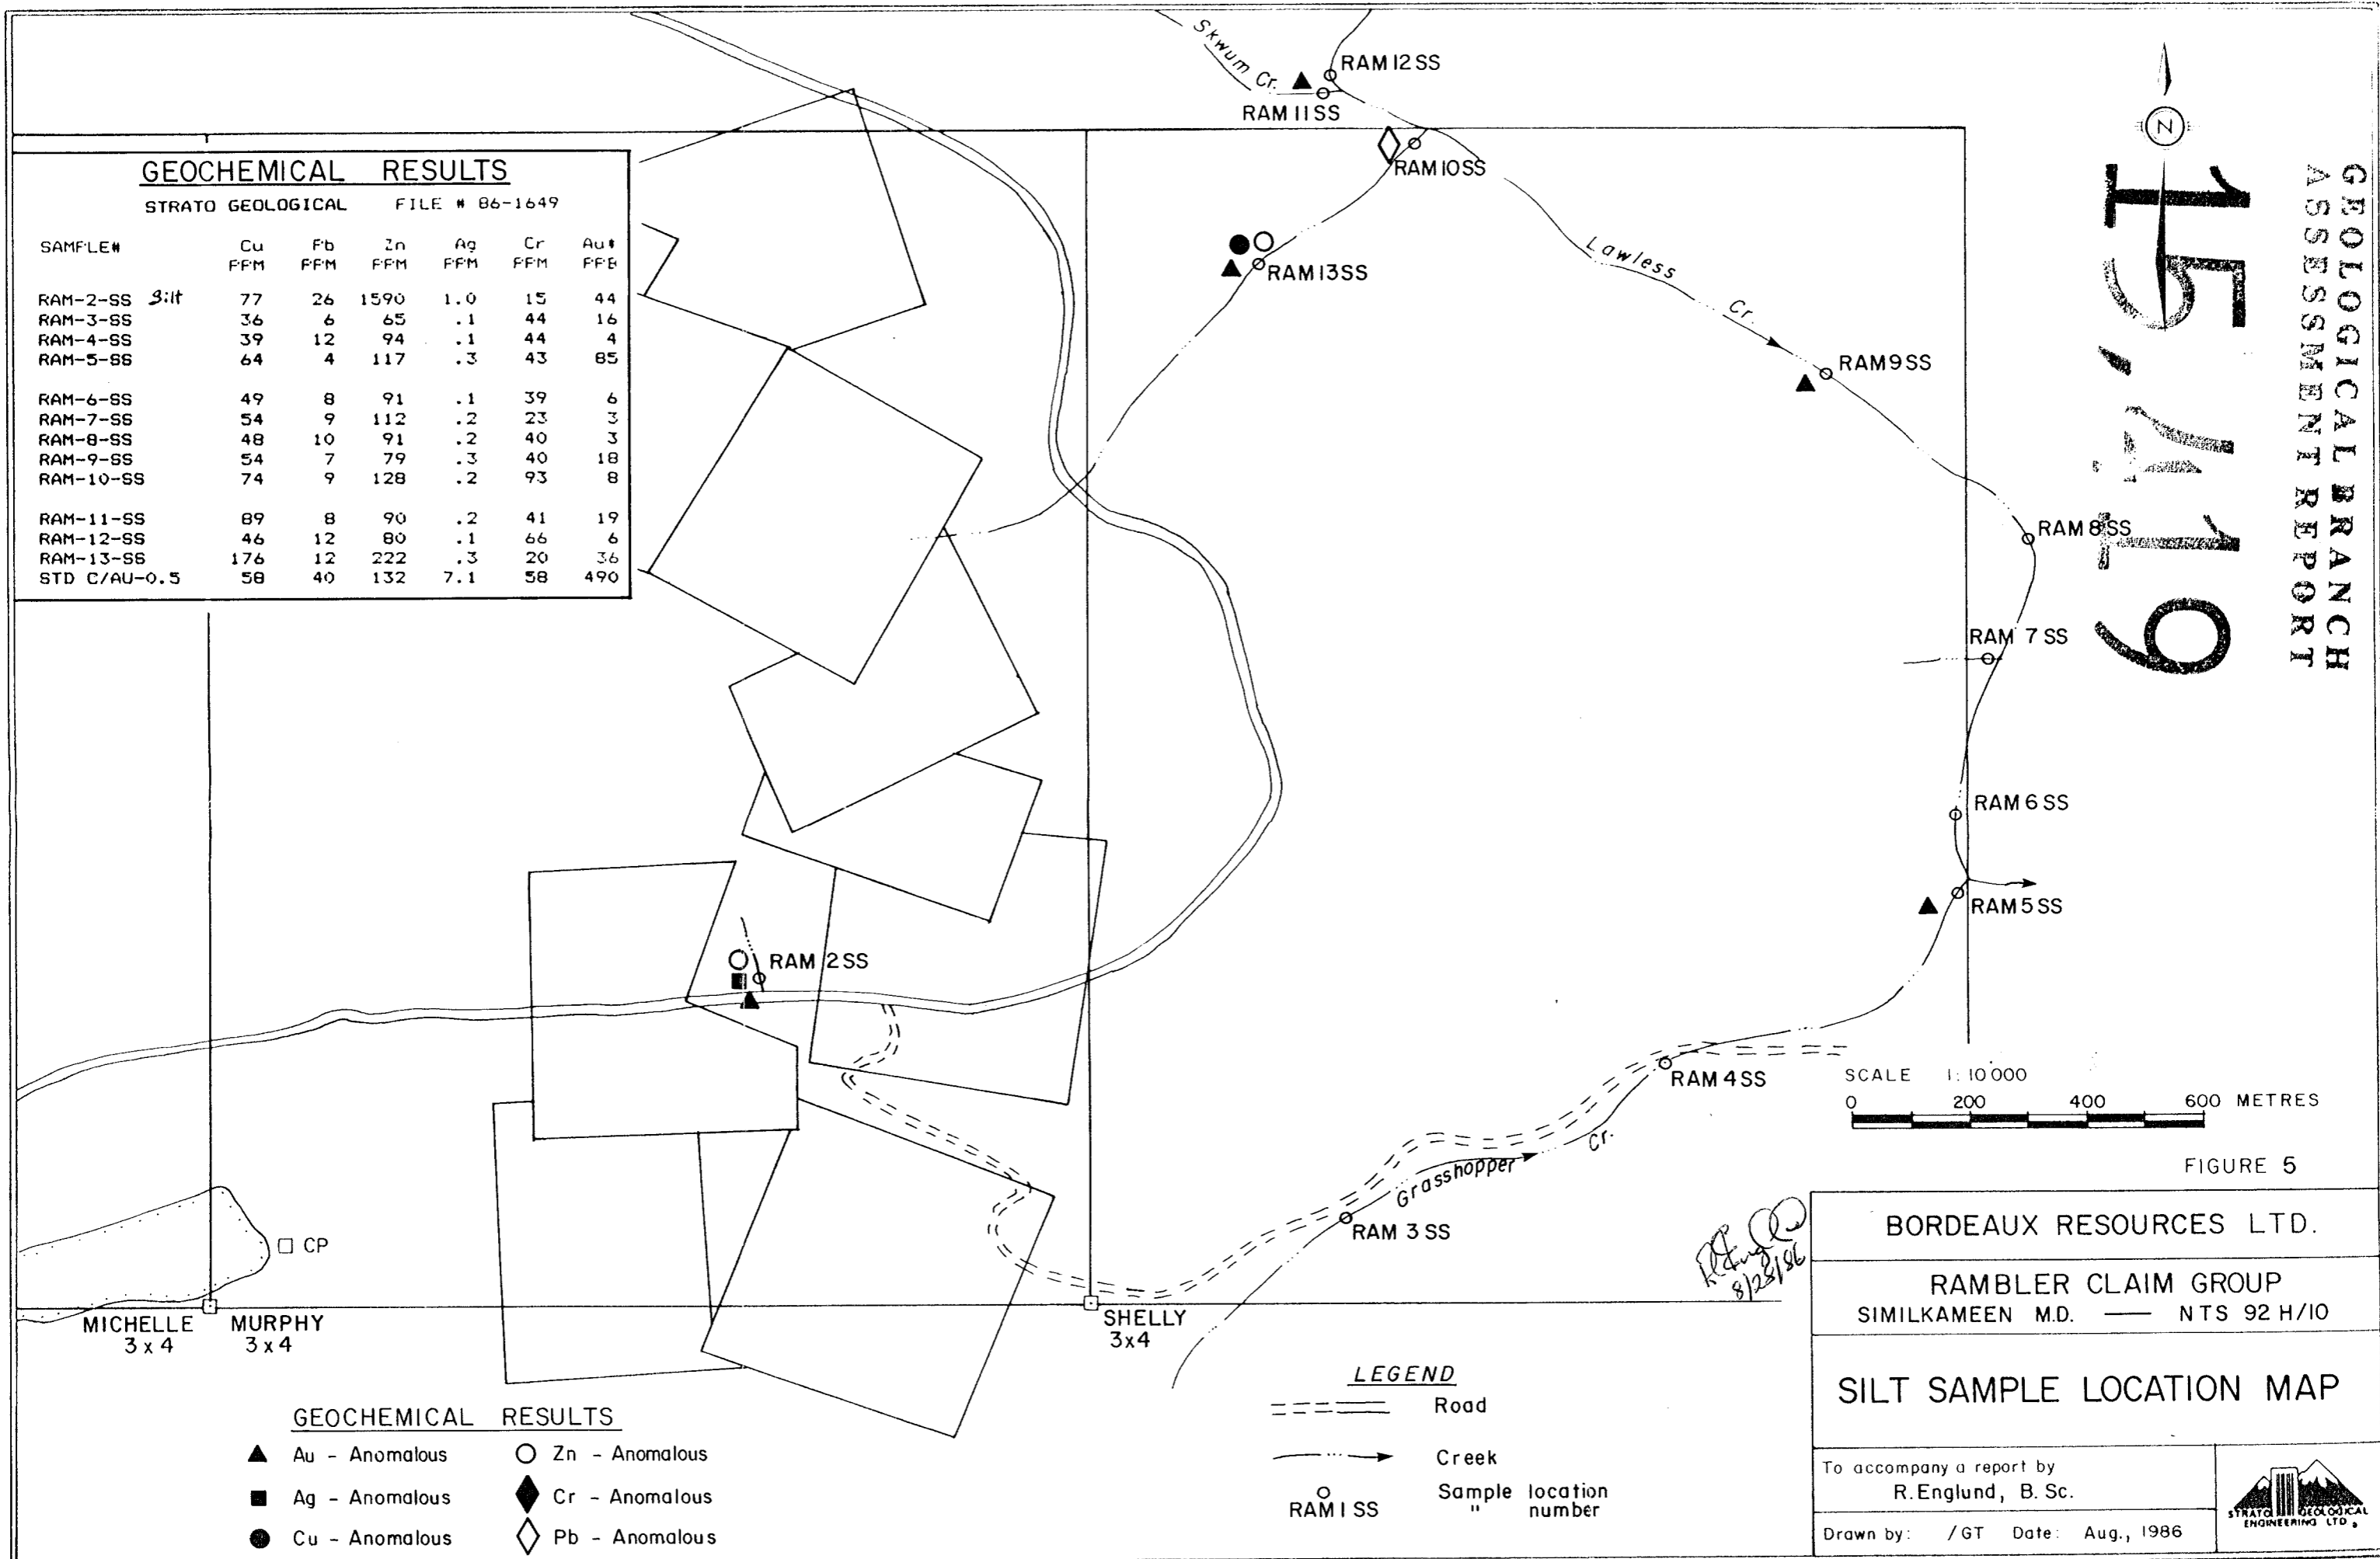 Skwum Cr.
RAM 12 SS
RAM 11 SS
RAM 10 SS
RAM 13 SS
Lawless Cr.
RAM 9 SS
RAM 8 SS
RAM 7 SS
RAM 6 SS
RAM 5 SS
RAM 4 SS
RAM 3 SS
RAM 2 SS
Grasshopper Cr.
N
GEOLOGICAL BRANCH
ASSESSMENT REPORT
15,419
GEOCHEMICAL RESULTS
STRATO GEOLOGICAL FILE # 86-1649
SAMPLE# Cu Pb Zn Ag Cr Au*
PPM PPM PPM PPM PPM PPB
RAM-2-SS Silt 77 26 1590 1.0 15 44
RAM-3-SS 36 6 65 .1 44 16
RAM-4-SS 39 12 94 .1 44 4
RAM-5-SS 64 4 117 .3 43 85
RAM-6-SS 49 8 91 .1 39 6
RAM-7-SS 54 9 112 .2 23 3
RAM-8-SS 48 10 91 .2 40 3
RAM-9-SS 54 7 79 .3 40 18
RAM-10-SS 74 9 128 .2 93 8
RAM-11-SS 89 8 90 .2 41 19
RAM-12-SS 46 12 80 .1 66 6
RAM-13-SS 176 12 222 .3 20 36
STD C/AU-0.5 58 40 132 7.1 58 490
CP
MICHELLE
3 x 4
MURPHY
3 x 4
SHELLY
3x4
SCALE 1:10 000
0 200 400 600 METRES
FIGURE 5
8/28/86
GEOCHEMICAL RESULTS
Au - Anomalous
Ag - Anomalous
Cu - Anomalous
Zn - Anomalous
Cr - Anomalous
Pb - Anomalous
LEGEND
Road
Creek
RAM 1 SS
Sample location
" number
BORDEAUX RESOURCES LTD.
RAMBLER CLAIM GROUP
SIMILKAMEEN M.D. — NTS 92 H/10
SILT SAMPLE LOCATION MAP
To accompany a report by
R. Englund, B. Sc.
Drawn by: /GT Date: Aug., 1986
STRATO GEOLOGICAL
ENGINEERING LTD.